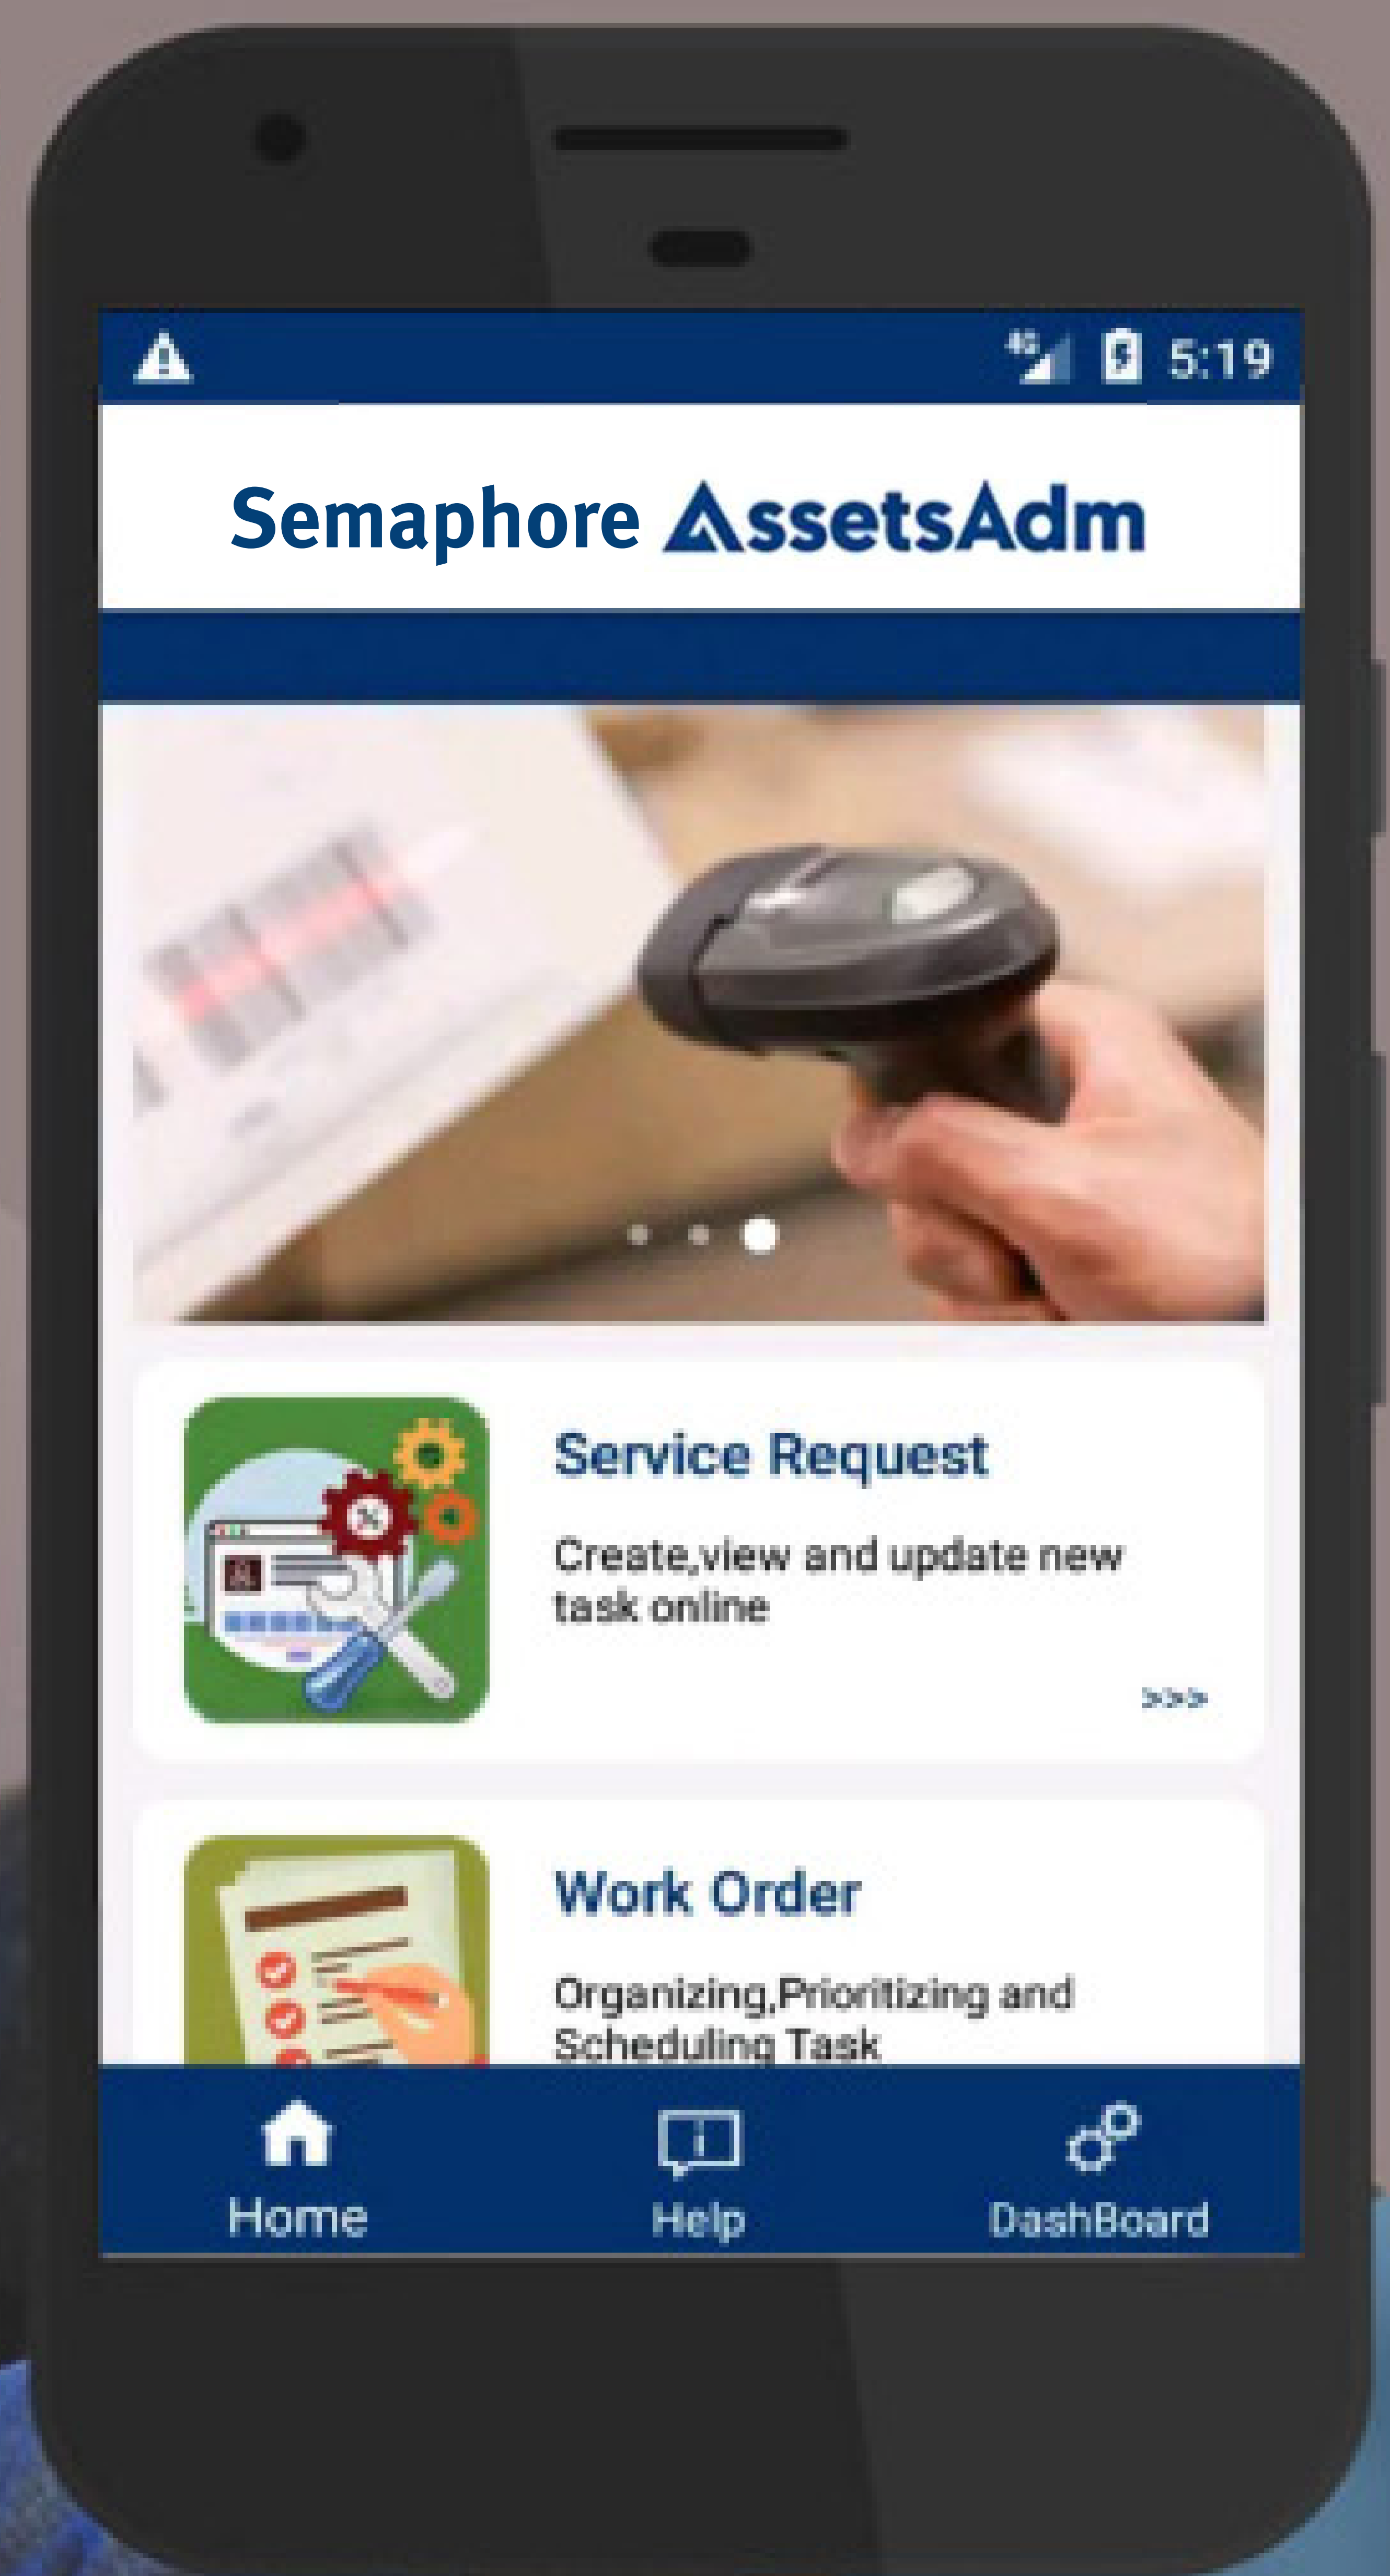 4G 5:19
Semaphore AssetsAdm
Service Request
Create,view and update new
task online
>>>
Work Order
Organizing,Prioritizing and
Scheduling Task
Home Help DashBoard